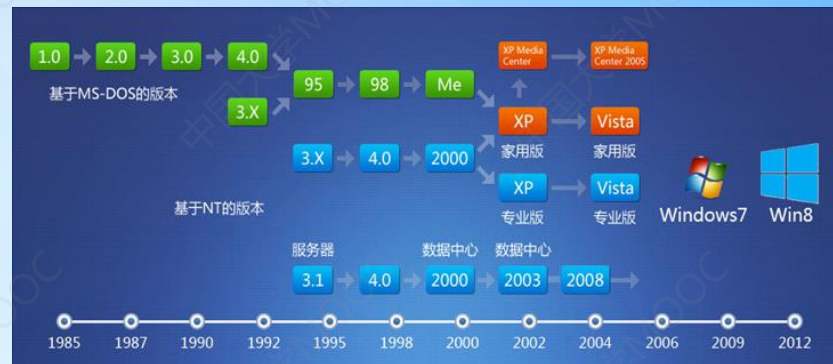 1.0 2.0 3.0 4.0
XP Media Center
XP Media Center 2005
基于MS-DOS的版本
95 98 Me
3.X
XP Vista
家用版 家用版
3.X 4.0 2000
XP Vista
专业版 专业版
基于NT的版本
Windows7 Win8
服务器 数据中心 数据中心
3.1 4.0 2000 2003 2008
1985 1987 1990 1992 1995 1998 2000 2002 2004 2006 2009 2012